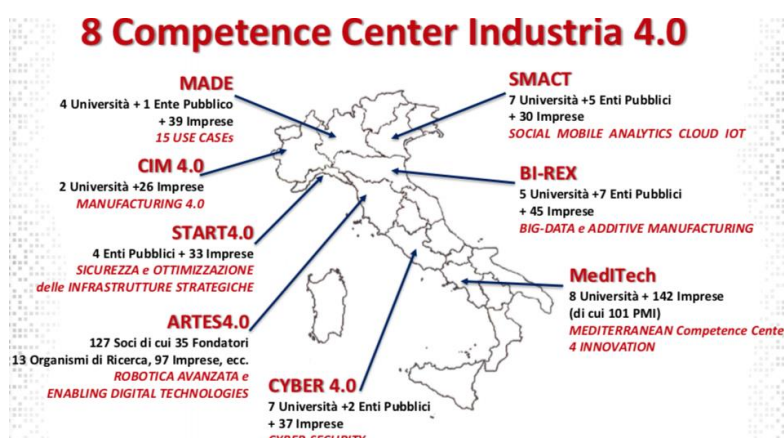 8 Competence Center Industria 4.0
MADE
4 Università + 1 Ente Pubblico
+ 39 Imprese
15 USE CASEs
CIM 4.0
2 Università +26 Imprese
MANUFACTURING 4.0
START4.0
4 Enti Pubblici + 33 Imprese
SICUREZZA e OTTIMIZZAZIONE
delle INFRASTRUTTURE STRATEGICHE
ARTES4.0
127 Soci di cui 35 Fondatori
13 Organismi di Ricerca, 97 Imprese, ecc.
ROBOTICA AVANZATA e
ENABLING DIGITAL TECHNOLOGIES
CYBER 4.0
7 Università +2 Enti Pubblici
+ 37 Imprese
CYBER SECURITY
SMACT
7 Università +5 Enti Pubblici
+ 30 Imprese
SOCIAL MOBILE ANALYTICS CLOUD IOT
BI-REX
5 Università +7 Enti Pubblici
+ 45 Imprese
BIG-DATA e ADDITIVE MANUFACTURING
MedITech
8 Università + 142 Imprese
(di cui 101 PMI)
MEDITERRANEAN Competence Cente
4 INNOVATION